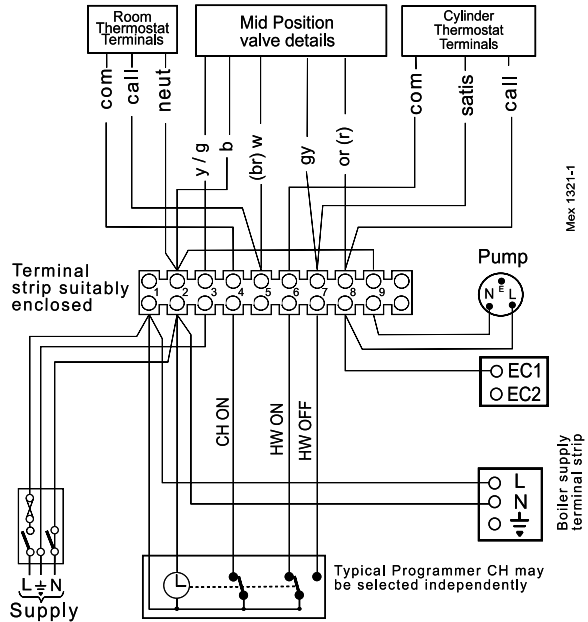 Room
Thermostat
Terminals
Mid Position
valve details
Cylinder
Thermostat
Terminals
com
call
neut
y / g
b
(br) w
gy
or (r)
com
satis
call
Mex 1321-1
Terminal
strip suitably
enclosed
1
2
3
4
5
6
7
8
9
Pump
N
E
L
EC1
EC2
CH ON
HW ON
HW OFF
L
N
Boiler supply
terminal strip
L
N
Supply
Typical Programmer CH may
be selected independently